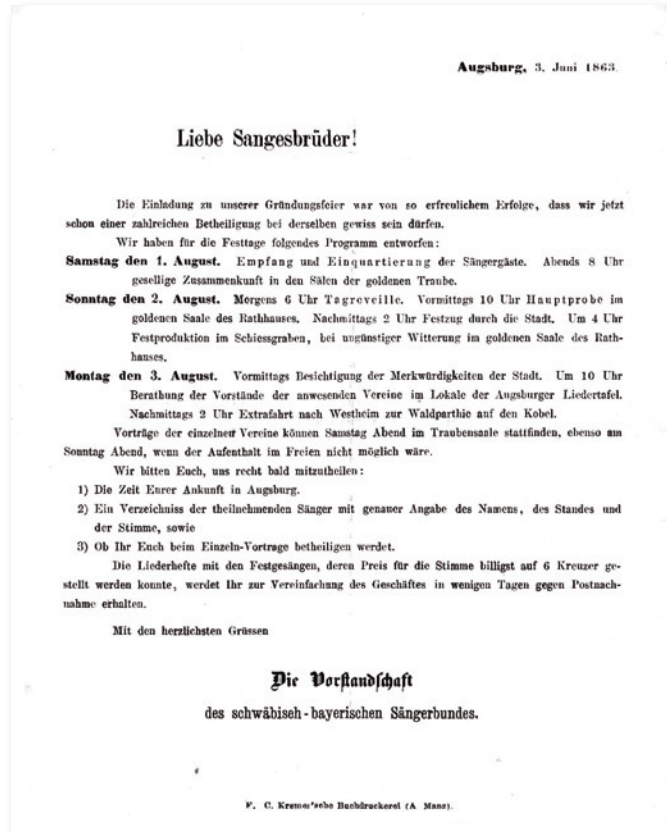 Augsburg, 3. Juni 1863.
Liebe Sangesbrüder!
Die Einladung zu unserer Gründungsfeier war von so erfreulichem Erfolge, dass wir jetzt
schon einer zahlreichen Betheiligung bei derselben gewiss sein dürfen.
Wir haben für die Festtage folgendes Programm entworfen:
Samstag den 1. August. Empfang und Einquartierung der Sängergäste. Abends 8 Uhr
gesellige Zusammenkunft in den Sälen der goldenen Traube.
Sonntag den 2. August. Morgens 6 Uhr Tagreveille. Vormittags 10 Uhr Hauptprobe im
goldenen Saale des Rathhauses. Nachmittags 2 Uhr Festzug durch die Stadt. Um 4 Uhr
Festproduktion im Schiessgraben, bei ungünstiger Witterung im goldenen Saale des Rath-
hauses.
Montag den 3. August. Vormittags Besichtigung der Merkwürdigkeiten der Stadt. Um 10 Uhr
Berathung der Vorstände der anwesenden Vereine im Lokale der Augsburger Liedertafel.
Nachmittags 2 Uhr Extrafahrt nach Westheim zur Waldparthie auf den Kobel.
Vorträge der einzelnen Vereine können Samstag Abend im Traubensaale stattfinden, ebenso am
Sonntag Abend, wenn der Aufenthalt im Freien nicht möglich wäre.
Wir bitten Euch, uns recht bald mitzutheilen:
1) Die Zeit Eurer Ankunft in Augsburg.
2) Ein Verzeichniss der theilnehmenden Sänger mit genauer Angabe des Namens, des Standes und
der Stimme, sowie
3) Ob Ihr Euch beim Einzeln-Vortrage betheiligen werdet.
Die Liederhefte mit den Festgesängen, deren Preis für die Stimme billigst auf 6 Kreuzer ge-
stellt werden konnte, werdet Ihr zur Vereinfachung des Geschäftes in wenigen Tagen gegen Postnach-
nahme erhalten.
Mit den herzlichsten Grüssen
Die Vorstandschaft
des schwäbisch-bayerischen Sängerbundes.
F. C. Kremer'sche Buchdruckerei (A. Manz).